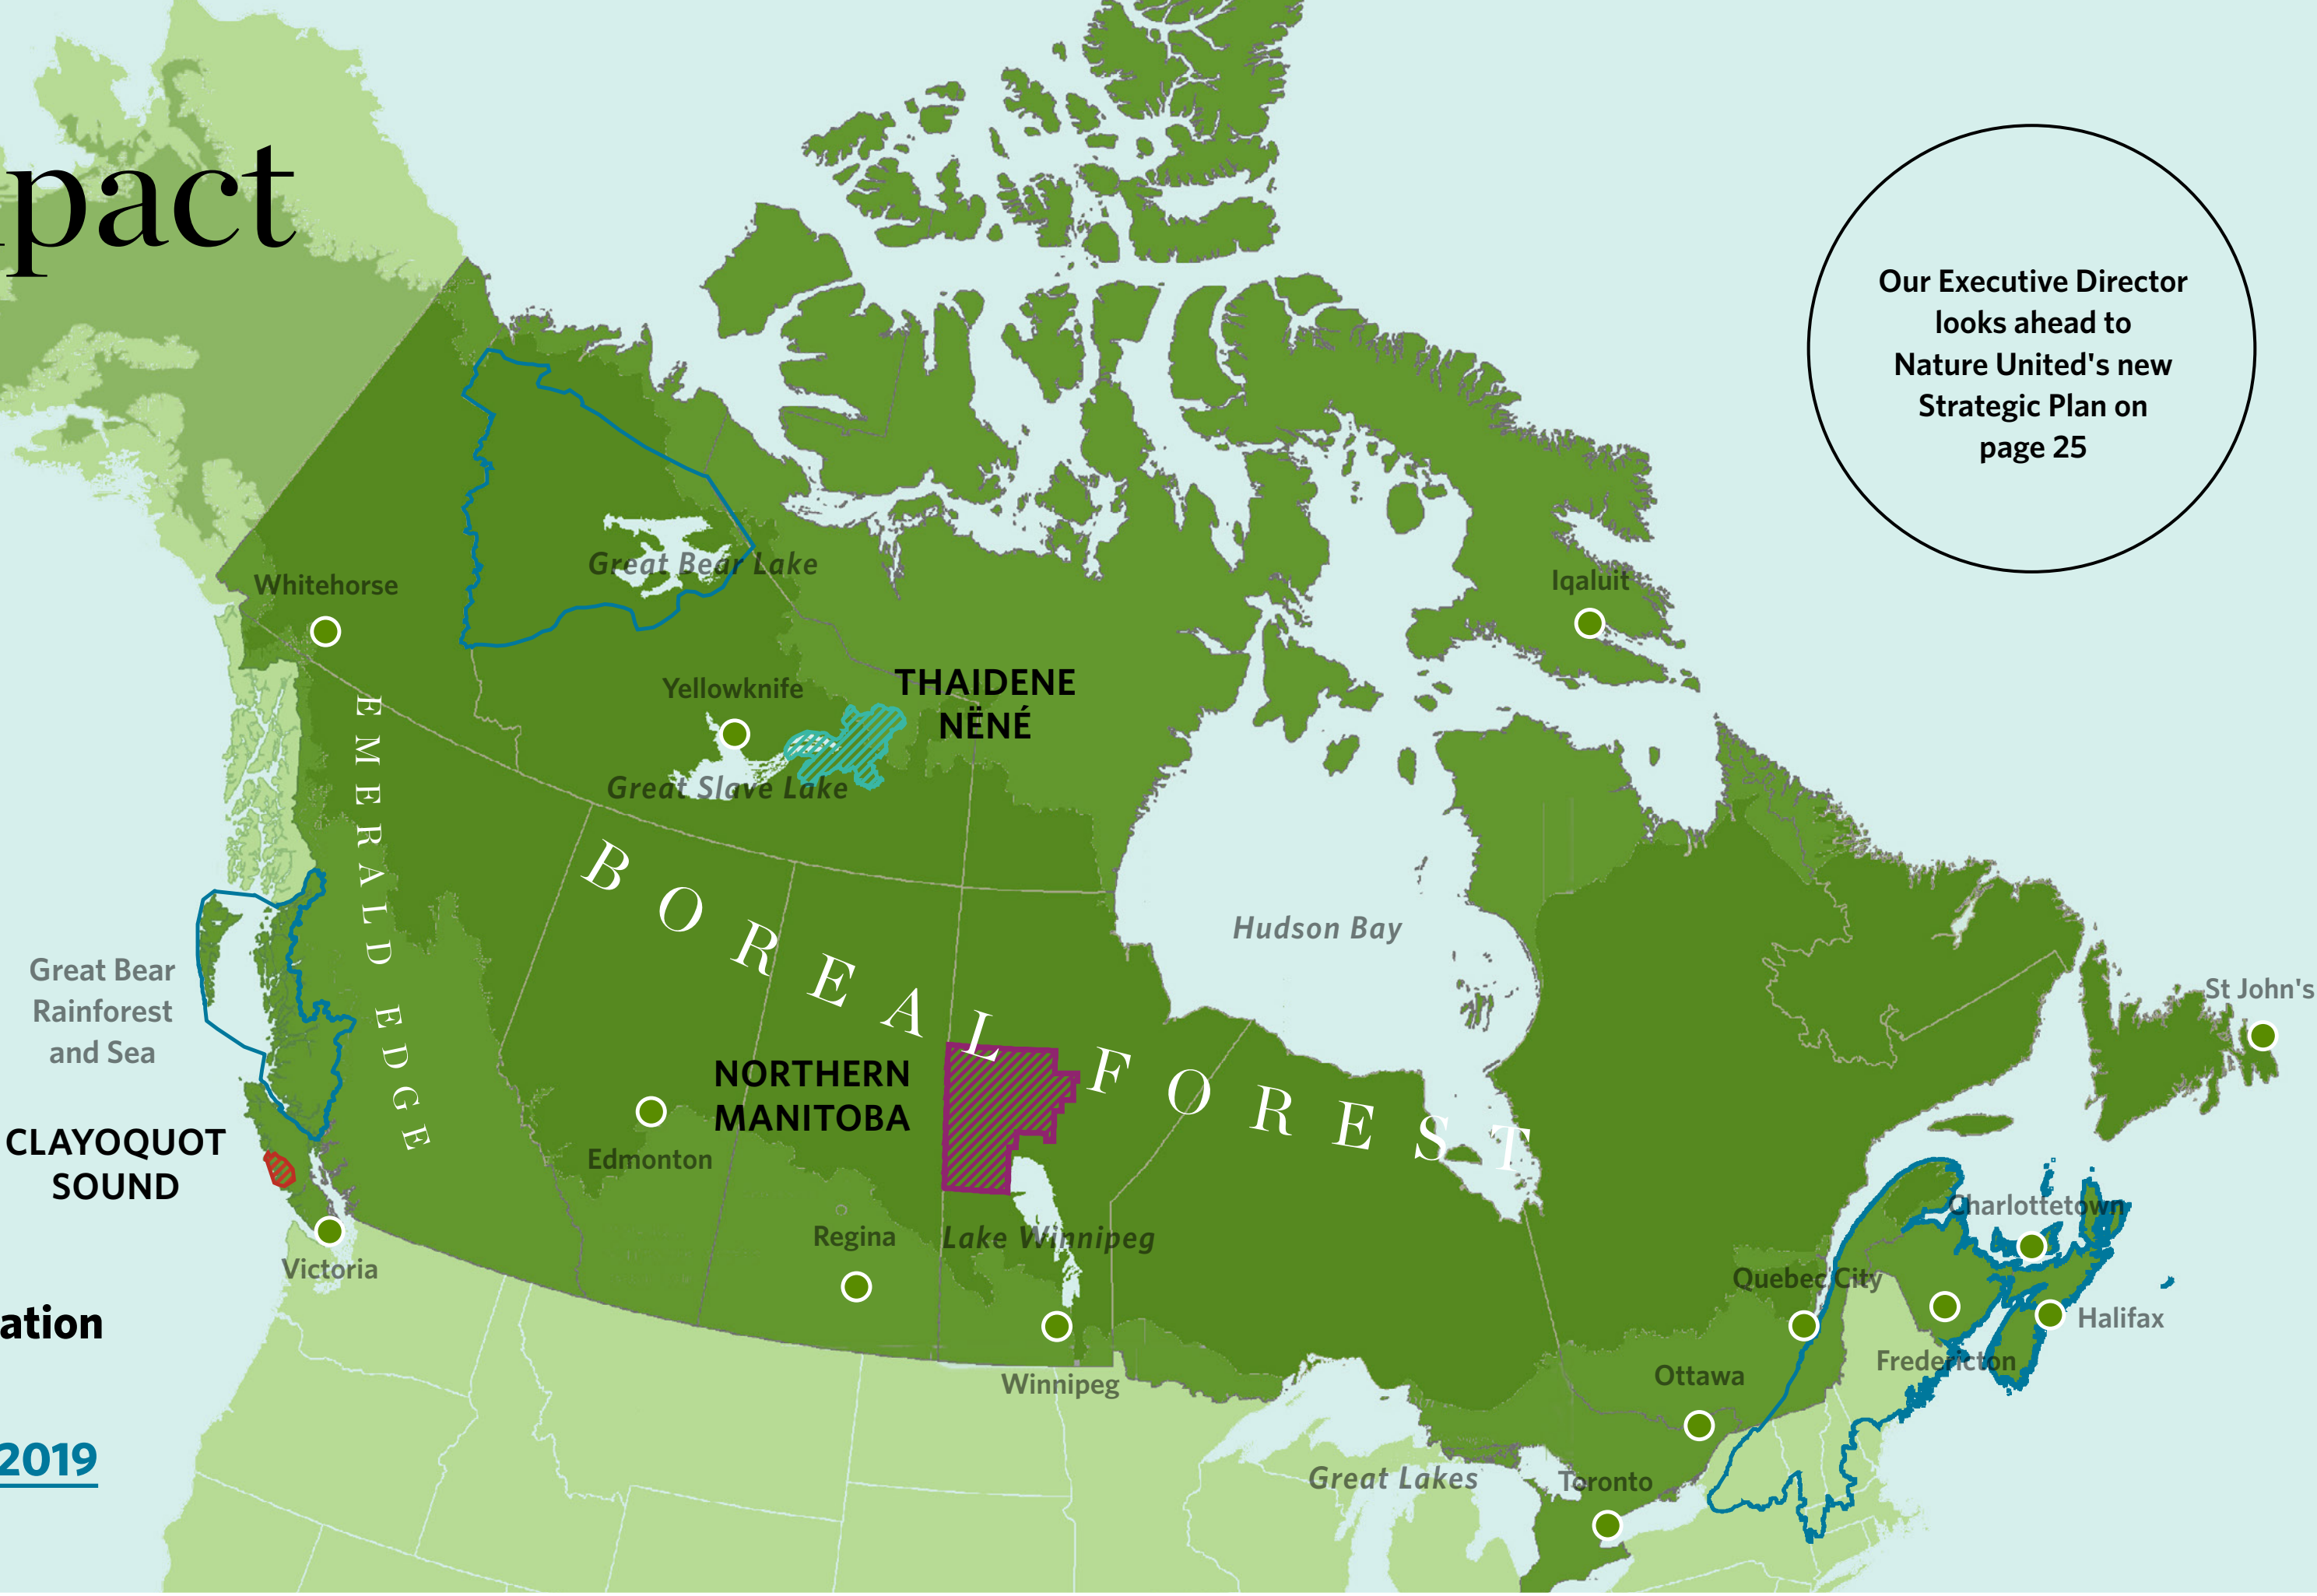 pact
Our Executive Director
looks ahead to
Nature United's new
Strategic Plan on
page 25
Great Bear Lake
Whitehorse
Iqaluit
Yellowknife
THAIDENE
NËNÉ
Great Slave Lake
EMERALD EDGE
BOREAL FOREST
Hudson Bay
Great Bear
Rainforest
and Sea
St John's
NORTHERN
MANITOBA
CLAYOQUOT
SOUND
Edmonton
Charlottetown
Regina
Lake Winnipeg
Victoria
Quebec City
ation
Halifax
Fredericton
Winnipeg
Ottawa
2019
Great Lakes
Toronto